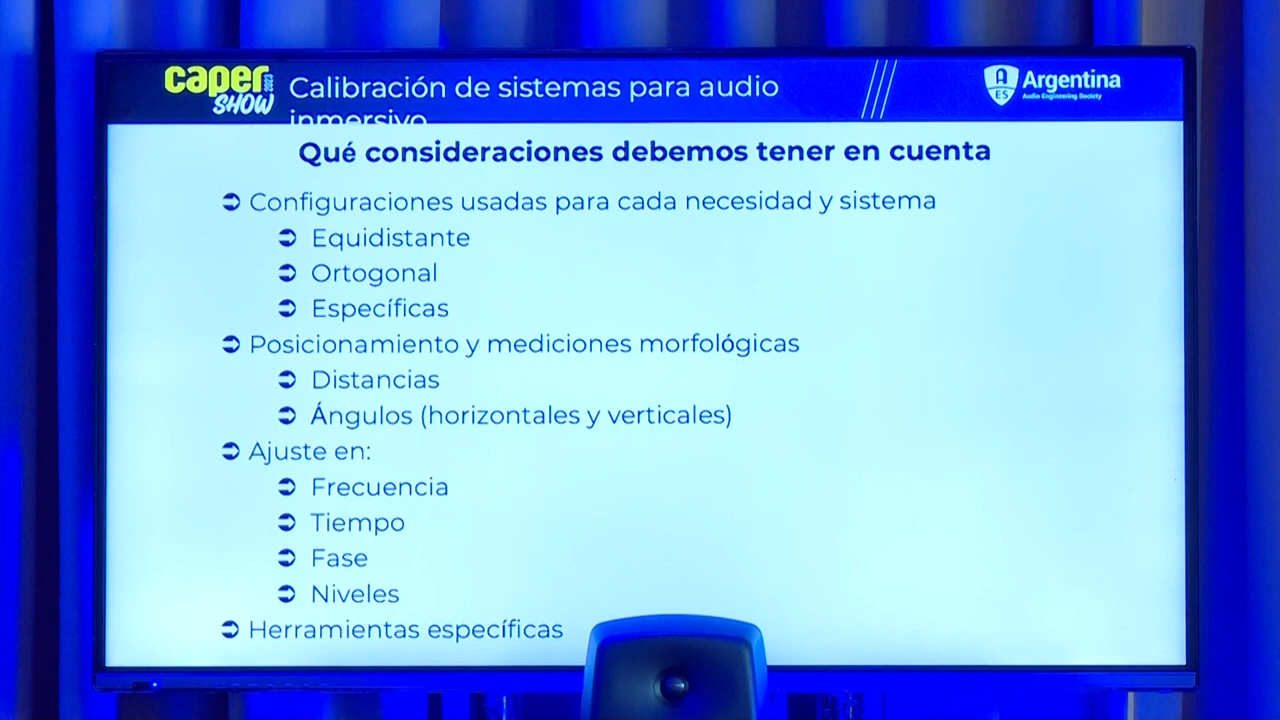 caper 2023
SHOW
Calibración de sistemas para audio
inmersivo
Argentina
Audio Engineering Society
A
ES
Qué consideraciones debemos tener en cuenta
➲ Configuraciones usadas para cada necesidad y sistema
➲ Equidistante
➲ Ortogonal
➲ Específicas
➲ Posicionamiento y mediciones morfológicas
➲ Distancias
➲ Ángulos (horizontales y verticales)
➲ Ajuste en:
➲ Frecuencia
➲ Tiempo
➲ Fase
➲ Niveles
➲ Herramientas específicas